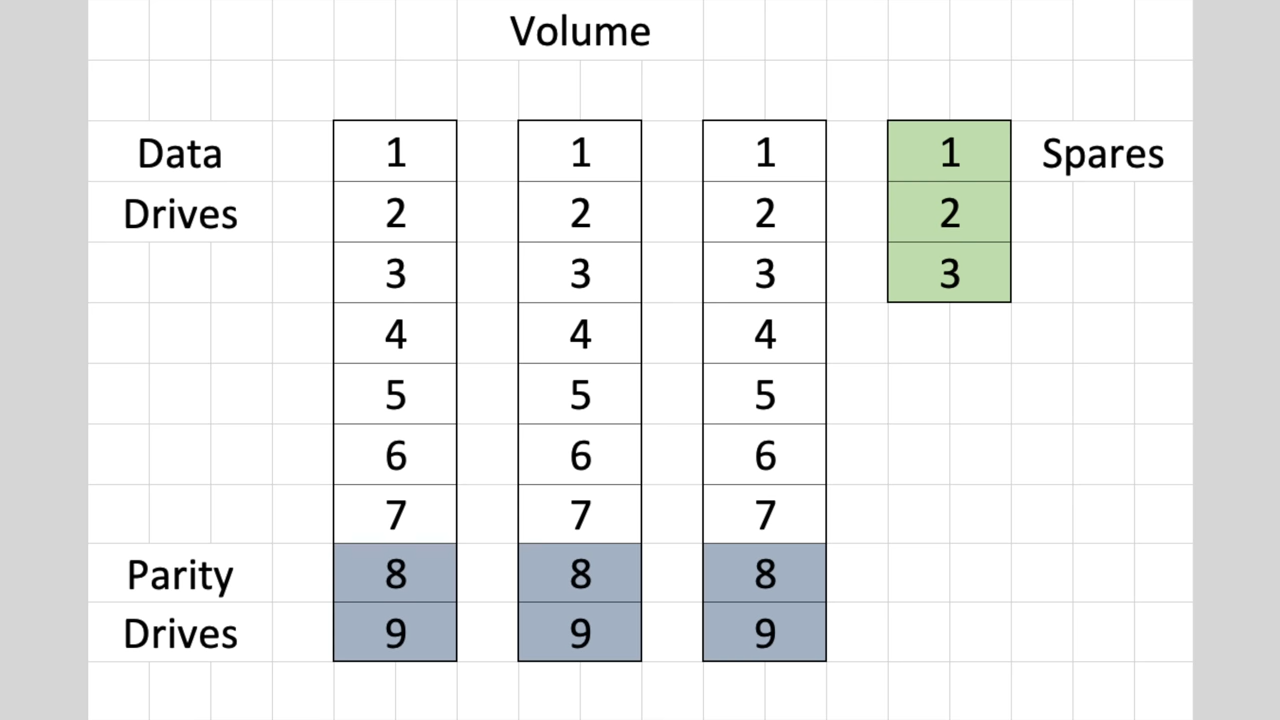 Volume
Data 1 1 1 1 Spares
Drives 2 2 2 2
3 3 3 3
4 4 4
5 5 5
6 6 6
7 7 7
Parity 8 8 8
Drives 9 9 9